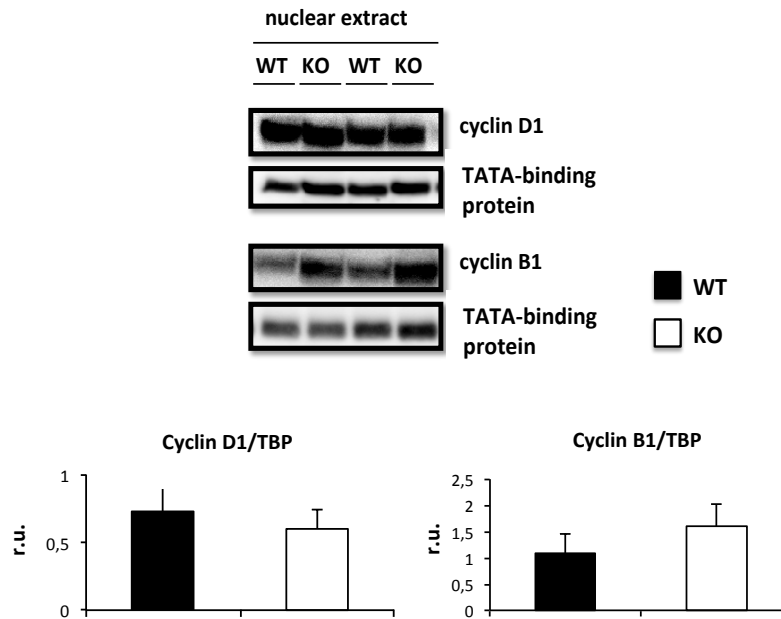 nuclear extract
WT KO WT KO
cyclin D1
TATA-binding
protein
cyclin B1
TATA-binding
protein
WT
KO
Cyclin D1/TBP
1
0,5
0
r.u.
Cyclin B1/TBP
2,5
2
1,5
1
0,5
0
r.u.